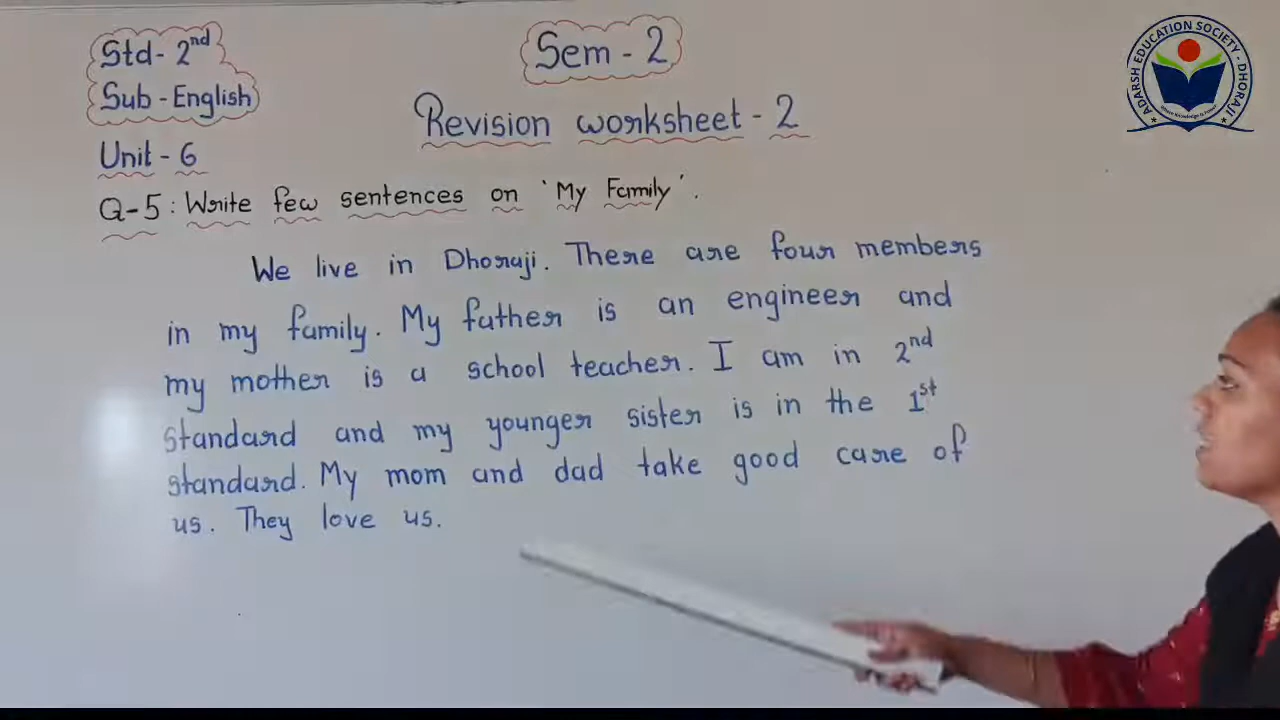 Std - 2nd
Sub - English
Sem - 2
Revision worksheet - 2
Unit - 6
Q-5 : Write few sentences on 'My Family'.
We live in Dhoraji. There are four members
in my family. My father is an engineer and
my mother is a school teacher. I am in 2nd
standard and my younger sister is in the 1st
standard. My mom and dad take good care of
us. They love us.
ADARSH EDUCATION SOCIETY - DHORAJI